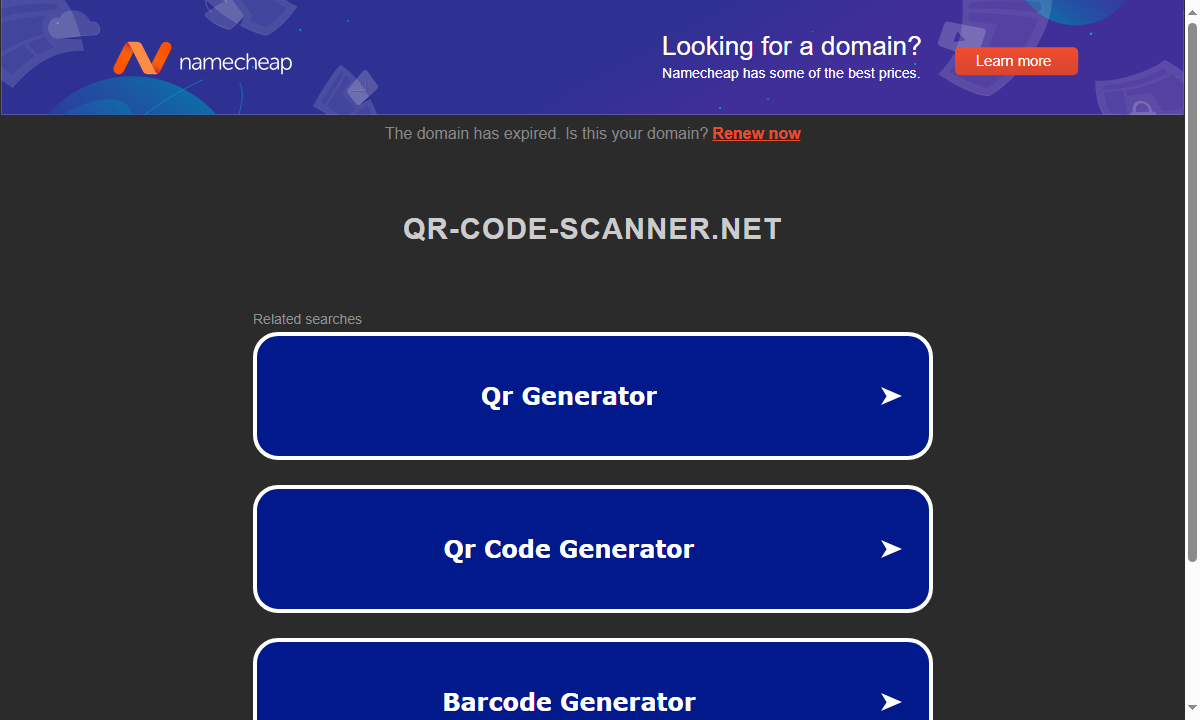 namecheap
Looking for a domain?
Namecheap has some of the best prices.
Learn more
The domain has expired. Is this your domain? Renew now
QR-CODE-SCANNER.NET
Related searches
Qr Generator
Qr Code Generator
Barcode Generator